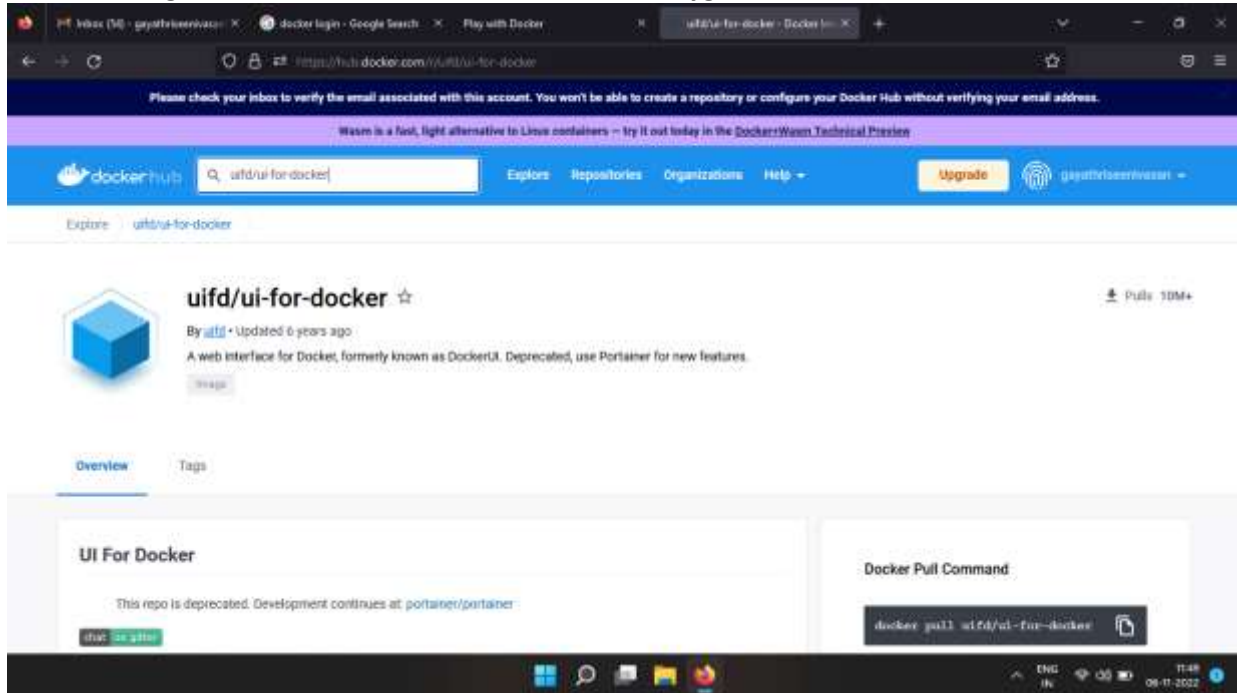 Inbox (50) - gayathriseenivasan
docker login - Google Search
Play with Docker
uifd/ui-for-docker - Docker
https://hub.docker.com/r/uifd/ui-for-docker
Please check your inbox to verify the email associated with this account. You won't be able to create a repository or configure your Docker Hub without verifying your email address.
Wasm is a fast, light alternative to Linux containers — try it out today in the Docker+Wasm Technical Preview
dockerhub
uifd/ui-for-docker
Explore Repositories Organizations Help
Upgrade
gayathriseenivasan
Explore uifd/ui-for-docker
uifd/ui-for-docker
Pulls 10M+
By uifd • Updated 6 years ago
A web interface for Docker, formerly known as DockerUI. Deprecated, use Portainer for new features.
Image
Overview Tags
UI For Docker
Docker Pull Command
This repo is deprecated. Development continues at: portainer/portainer
chat on gitter
docker pull uifd/ui-for-docker
ENG
IN
11:49
06-11-2022